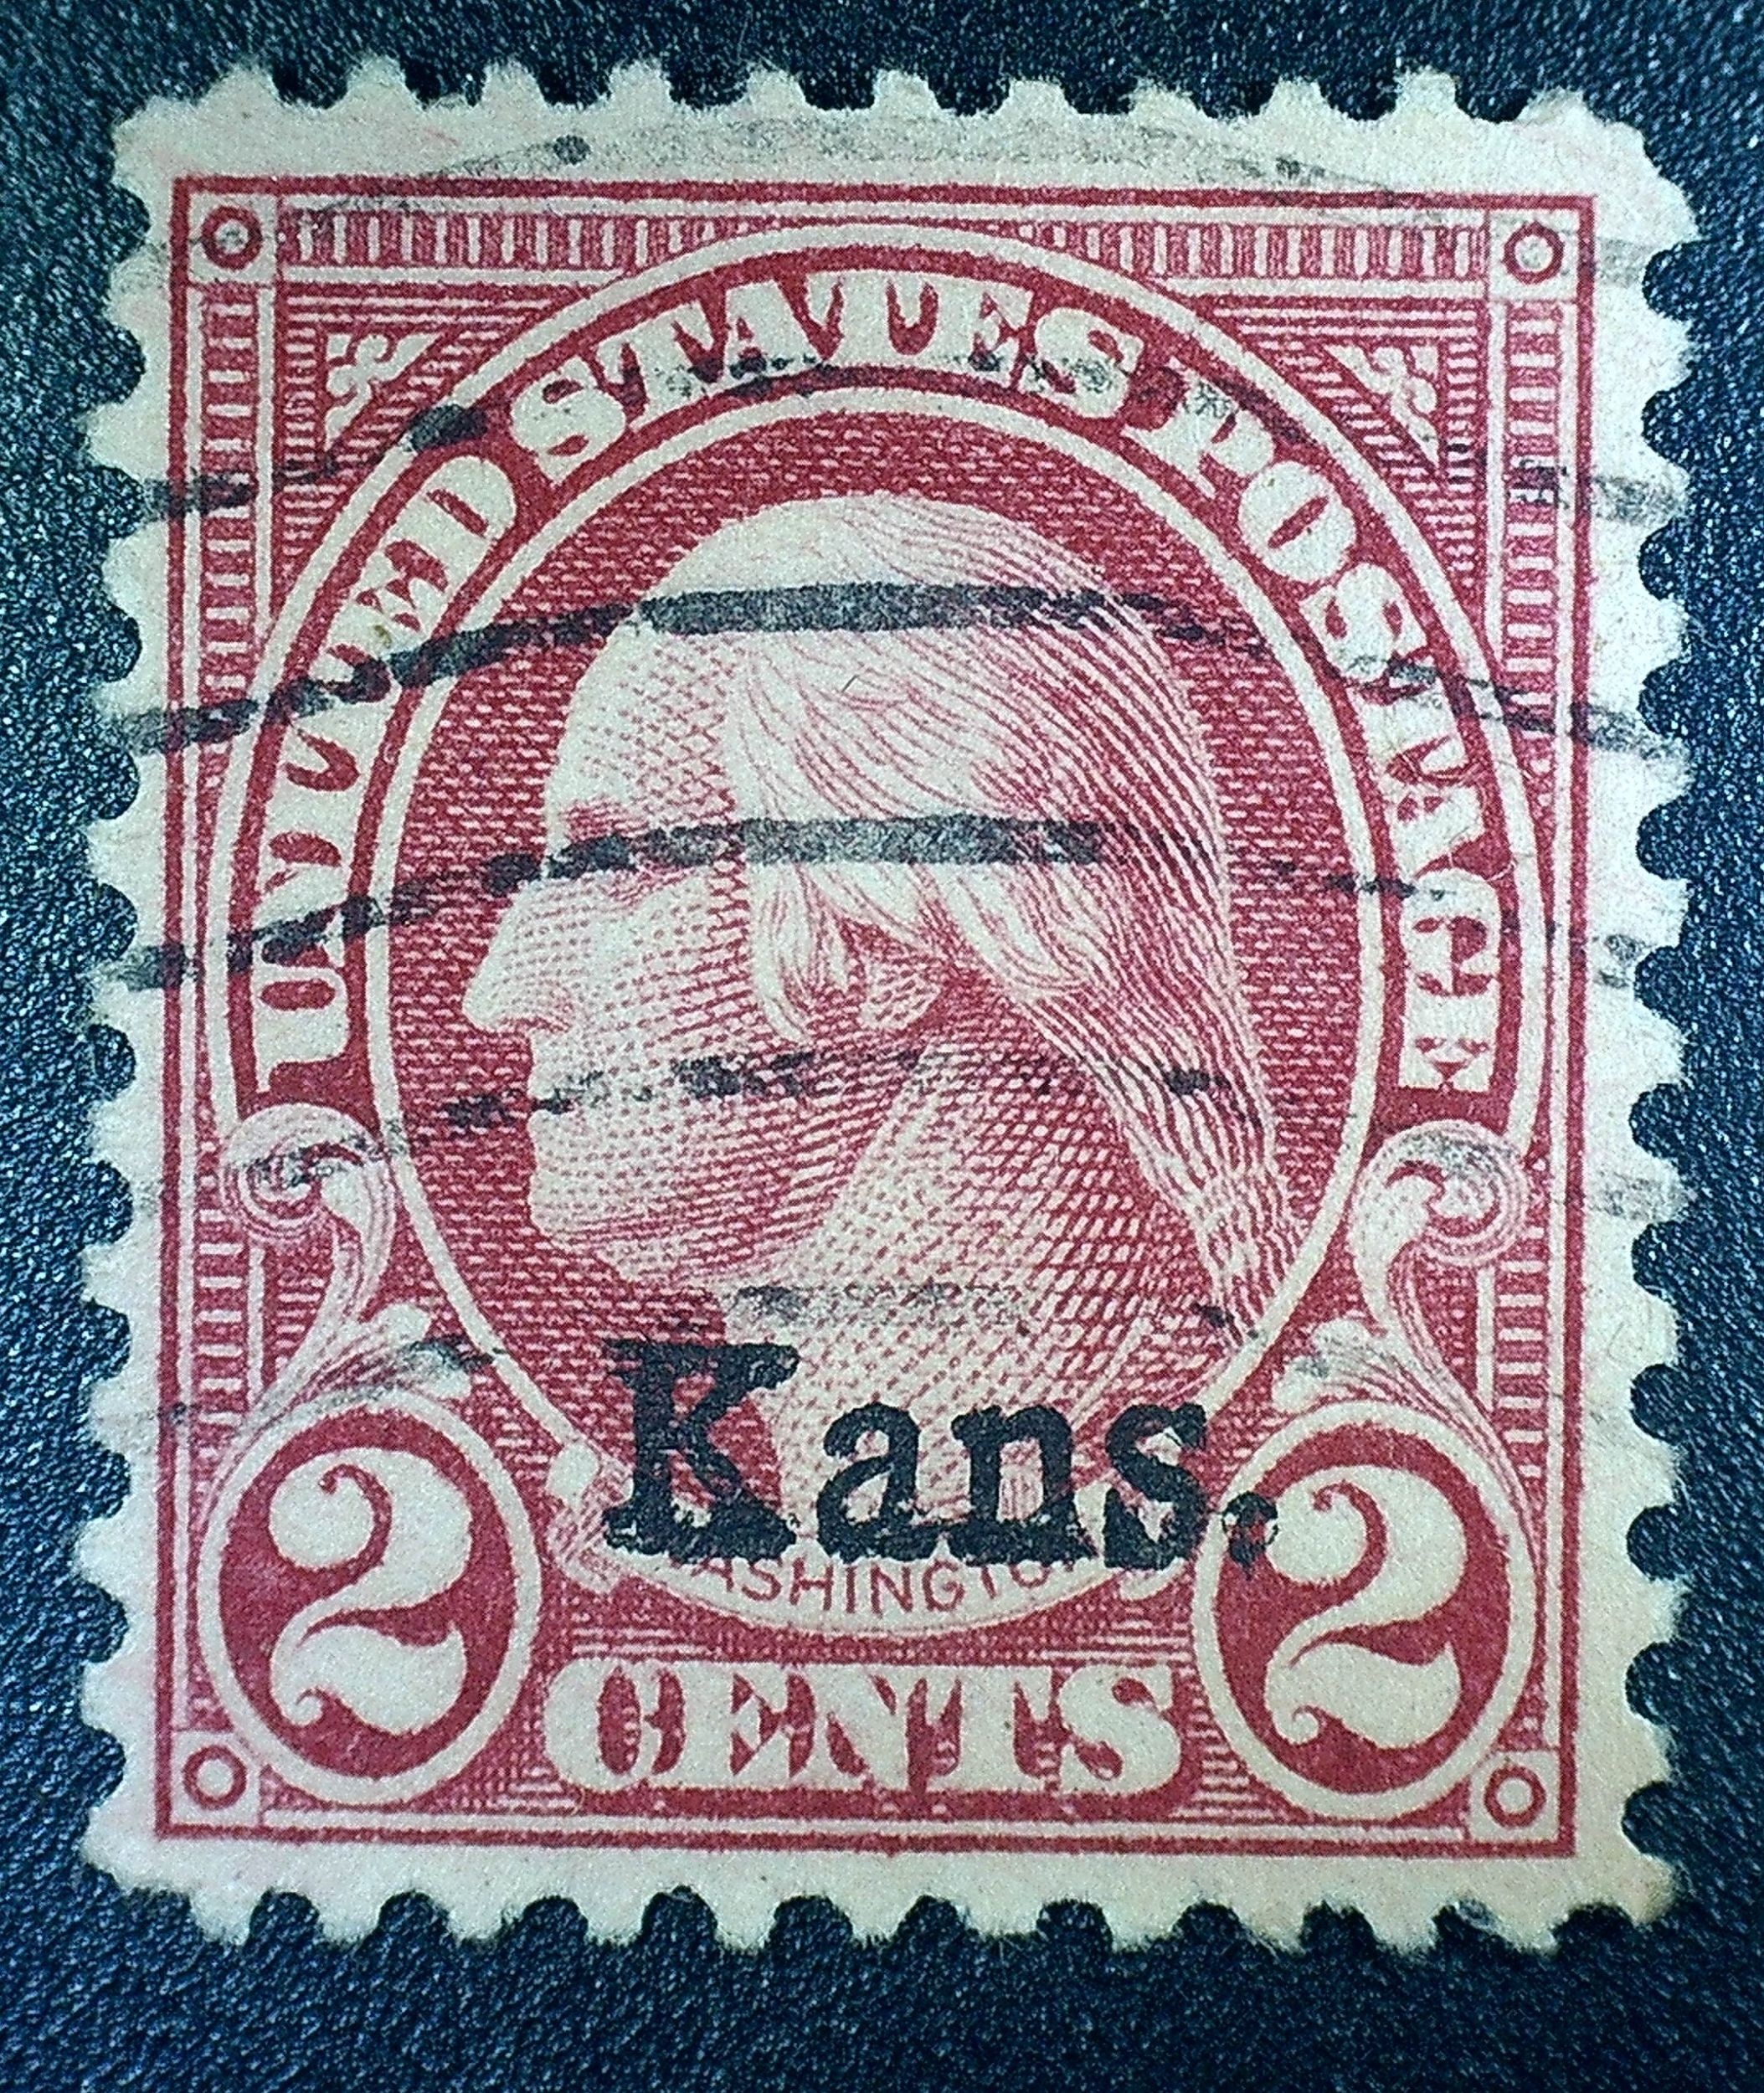 UNITED STATES POSTAGE
Kans.
WASHINGTON
2 CENTS 2